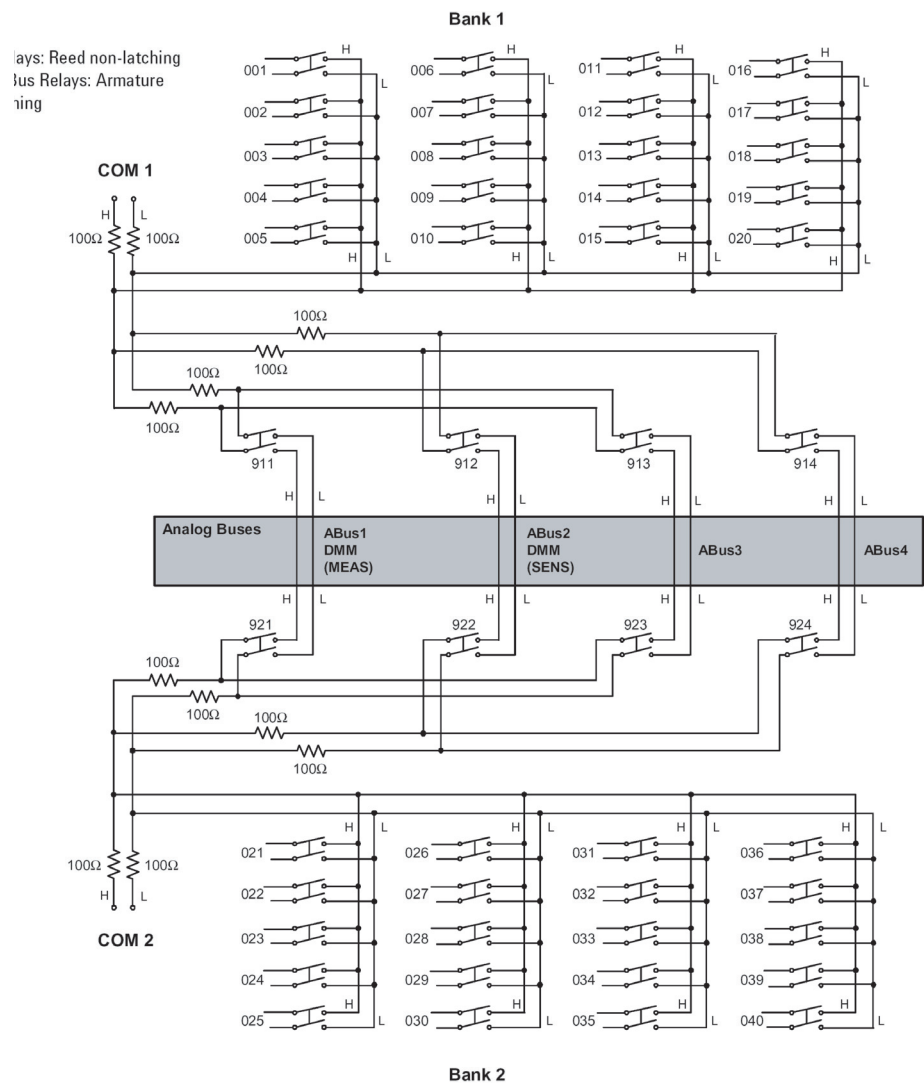 Bank 1
lays: Reed non-latching
Bus Relays: Armature
hing
H
H
H
H
001
006
011
016
L
L
L
L
002
007
012
017
003
008
013
018
COM 1
004
009
014
019
H
L
005
010
015
020
100Ω
100Ω
H
L
H
L
H
L
H
L
100Ω
100Ω
100Ω
100Ω
911
912
913
914
H
L
H
L
H
L
H
L
Analog Buses
ABus1
DMM
(MEAS)
ABus2
DMM
(SENS)
ABus3
ABus4
H
L
H
L
H
L
H
L
921
922
923
924
100Ω
100Ω
100Ω
100Ω
H
L
H
L
H
L
H
L
021
026
031
036
100Ω
100Ω
022
027
032
037
H
L
023
028
033
038
COM 2
024
029
034
039
H
H
H
H
025
030
035
040
L
L
L
L
Bank 2